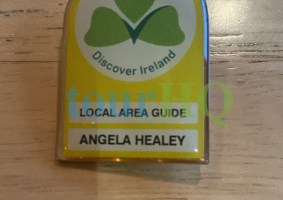 Discover Ireland
tourHQ
LOCAL AREA GUIDE
ANGELA HEALEY